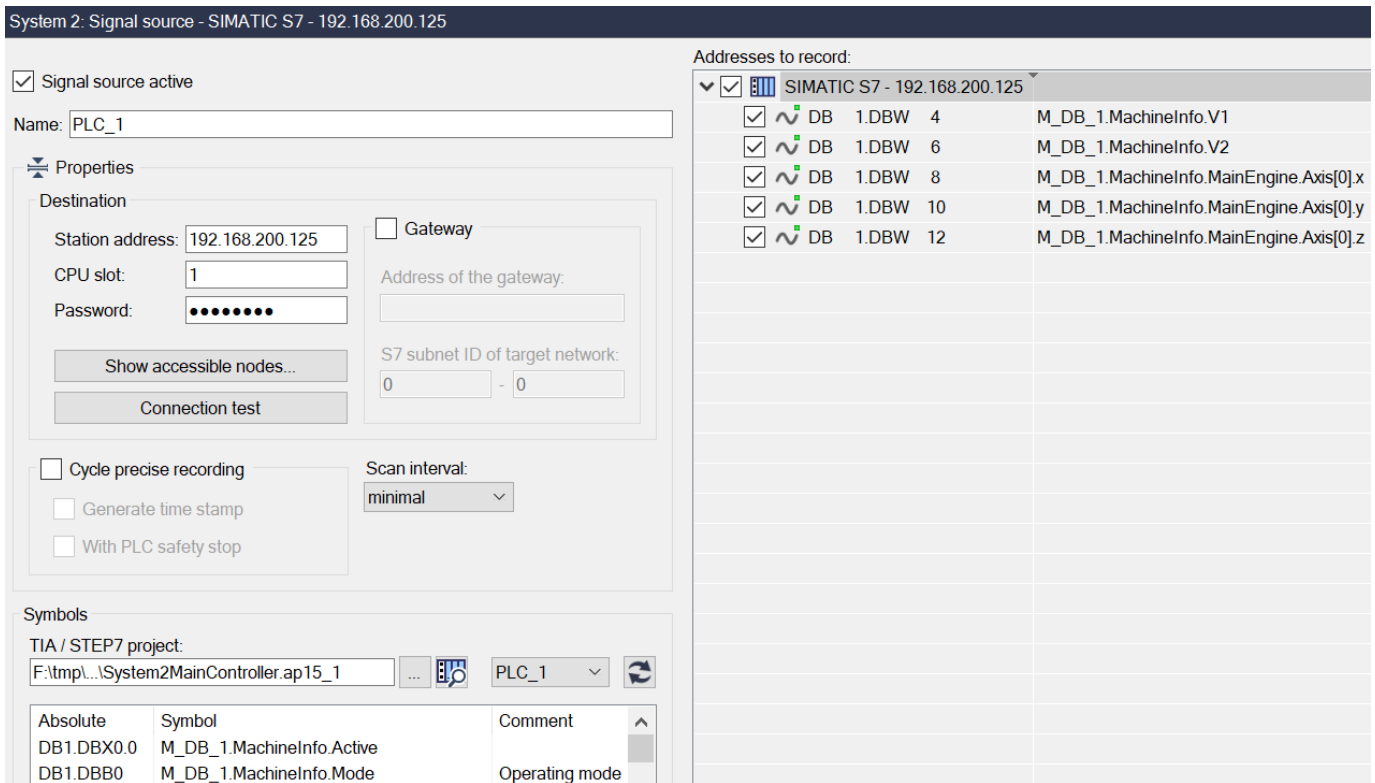 System 2: Signal source - SIMATIC S7 - 192.168.200.125
Signal source active
Name: PLC_1
Properties
Destination
Station address: 192.168.200.125
CPU slot: 1
Password: ●●●●●●●●
Show accessible nodes...
Connection test
Gateway
Address of the gateway:
S7 subnet ID of target network:
0 - 0
Cycle precise recording
Generate time stamp
With PLC safety stop
Scan interval:
minimal
Symbols
TIA / STEP7 project:
F:\tmp\...\System2MainController.ap15_1 ... PLC_1
Absolute Symbol Comment
DB1.DBX0.0 M_DB_1.MachineInfo.Active
DB1.DBB0 M_DB_1.MachineInfo.Mode Operating mode
Addresses to record:
SIMATIC S7 - 192.168.200.125
DB 1.DBW 4 M_DB_1.MachineInfo.V1
DB 1.DBW 6 M_DB_1.MachineInfo.V2
DB 1.DBW 8 M_DB_1.MachineInfo.MainEngine.Axis[0].x
DB 1.DBW 10 M_DB_1.MachineInfo.MainEngine.Axis[0].y
DB 1.DBW 12 M_DB_1.MachineInfo.MainEngine.Axis[0].z